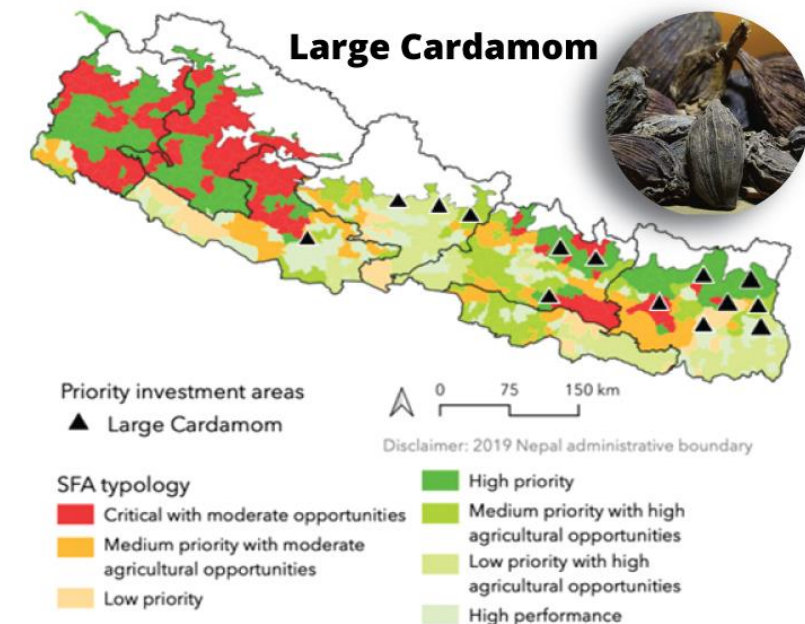 Large Cardamom
Priority investment areas
Large Cardamom
0 75 150 km
Disclaimer: 2019 Nepal administrative boundary
SFA typology
Critical with moderate opportunities
Medium priority with moderate
agricultural opportunities
Low priority
High priority
Medium priority with high
agricultural opportunities
Low priority with high
agricultural opportunities
High performance